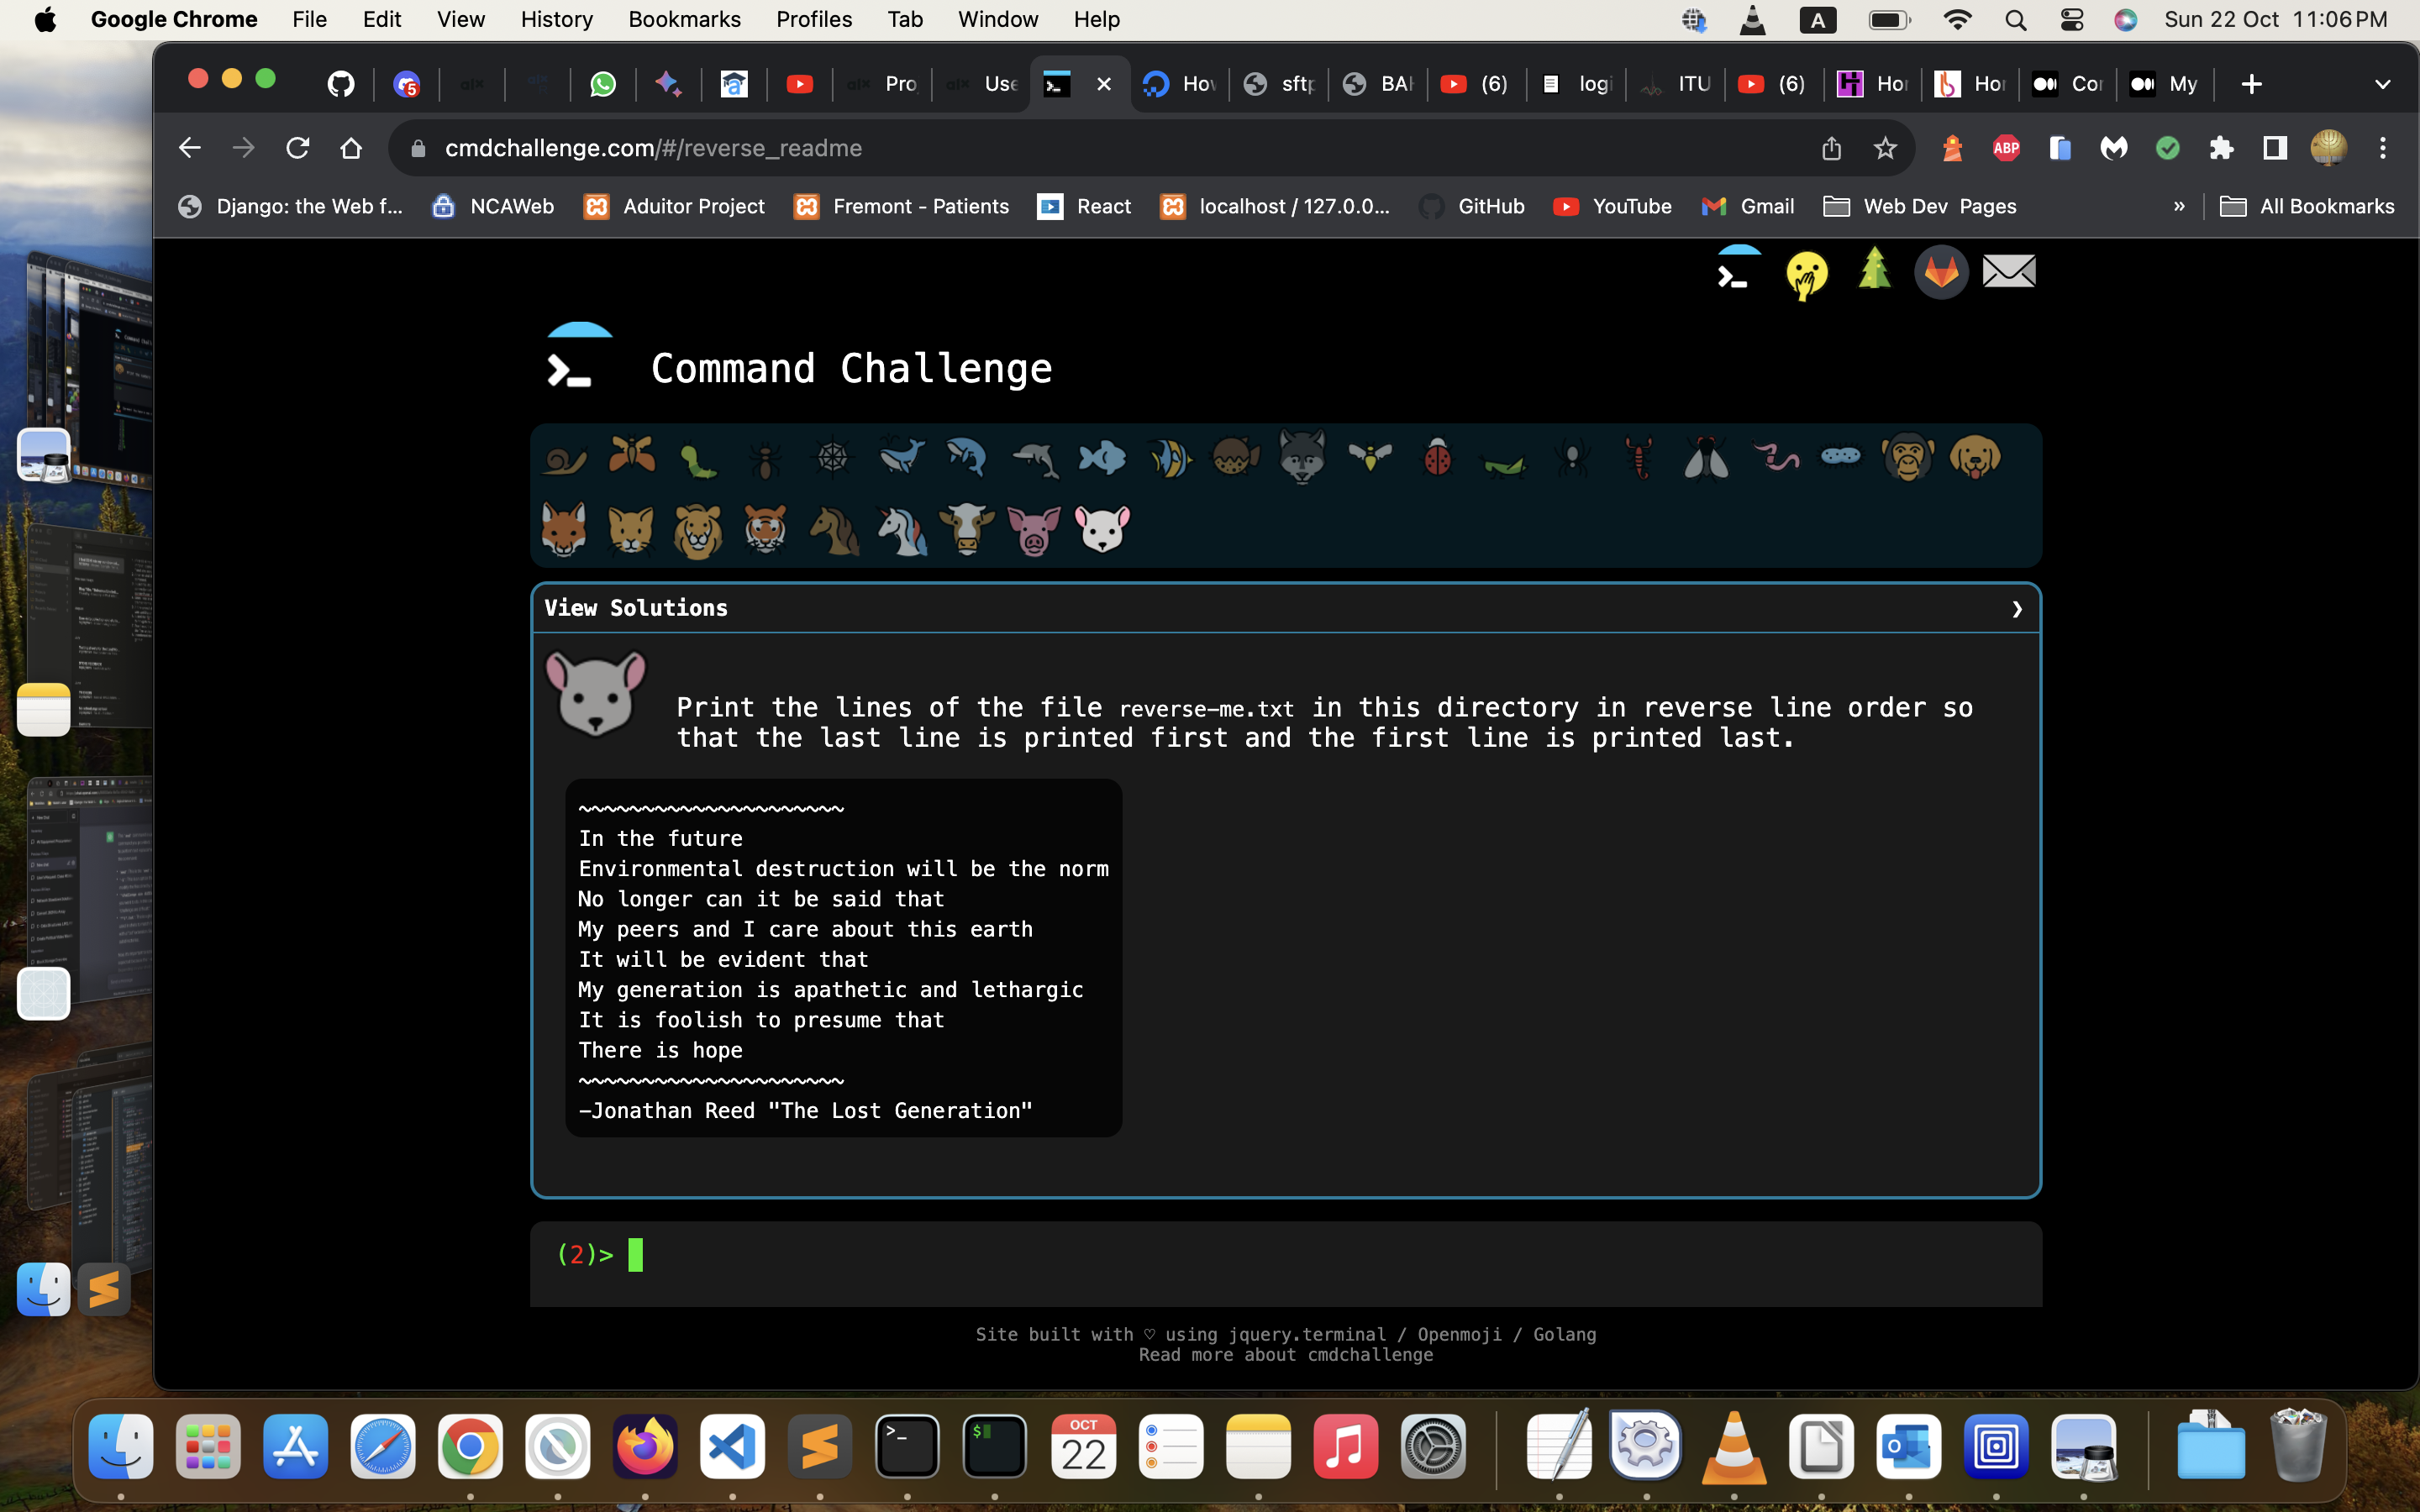 Google Chrome File Edit View History Bookmarks Profiles Tab Window Help A Sun 22 Oct 11:06 PM
5 Pro Use Hov sftp BAH (6) logi ITU (6) Hor Hor Cor My
cmdchallenge.com/#/reverse_readme ABP
Django: the Web f... NCAWeb Aduitor Project Fremont - Patients React localhost / 127.0.0... GitHub YouTube Gmail Web Dev Pages » All Bookmarks
Command Challenge
View Solutions ❯
Print the lines of the file reverse-me.txt in this directory in reverse line order so
that the last line is printed first and the first line is printed last.
~~~~~~~~~~~~~~~~~~~~~
In the future
Environmental destruction will be the norm
No longer can it be said that
My peers and I care about this earth
It will be evident that
My generation is apathetic and lethargic
It is foolish to presume that
There is hope
~~~~~~~~~~~~~~~~~~~~~
-Jonathan Reed "The Lost Generation"
(2)>
Site built with ♡ using jquery.terminal / Openmoji / Golang
Read more about cmdchallenge
OCT
22